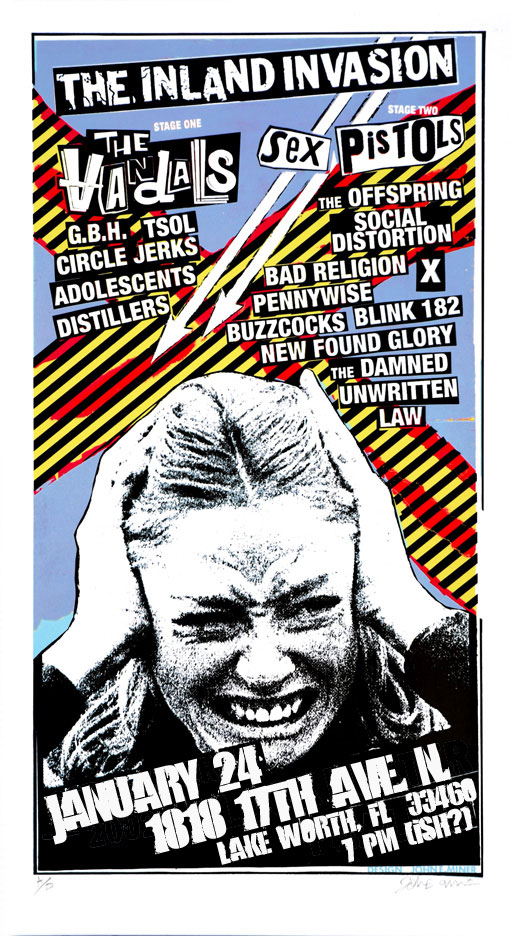 THE INLAND INVASION
STAGE ONE
THE
VANDALS
G.B.H. TSOL
CIRCLE JERKS
ADOLESCENTS
DISTILLERS
STAGE TWO
SEX PISTOLS
THE OFFSPRING
SOCIAL
DISTORTION
BAD RELIGION X
PENNYWISE
BUZZCOCKS BLINK 182
NEW FOUND GLORY
THE DAMNED
UNWRITTEN
LAW
JANUARY 24
1818 17TH AVE N.
LAKE WORTH, FL 33460
7 PM (ISH?)
DESIGN JOHN E. MINER